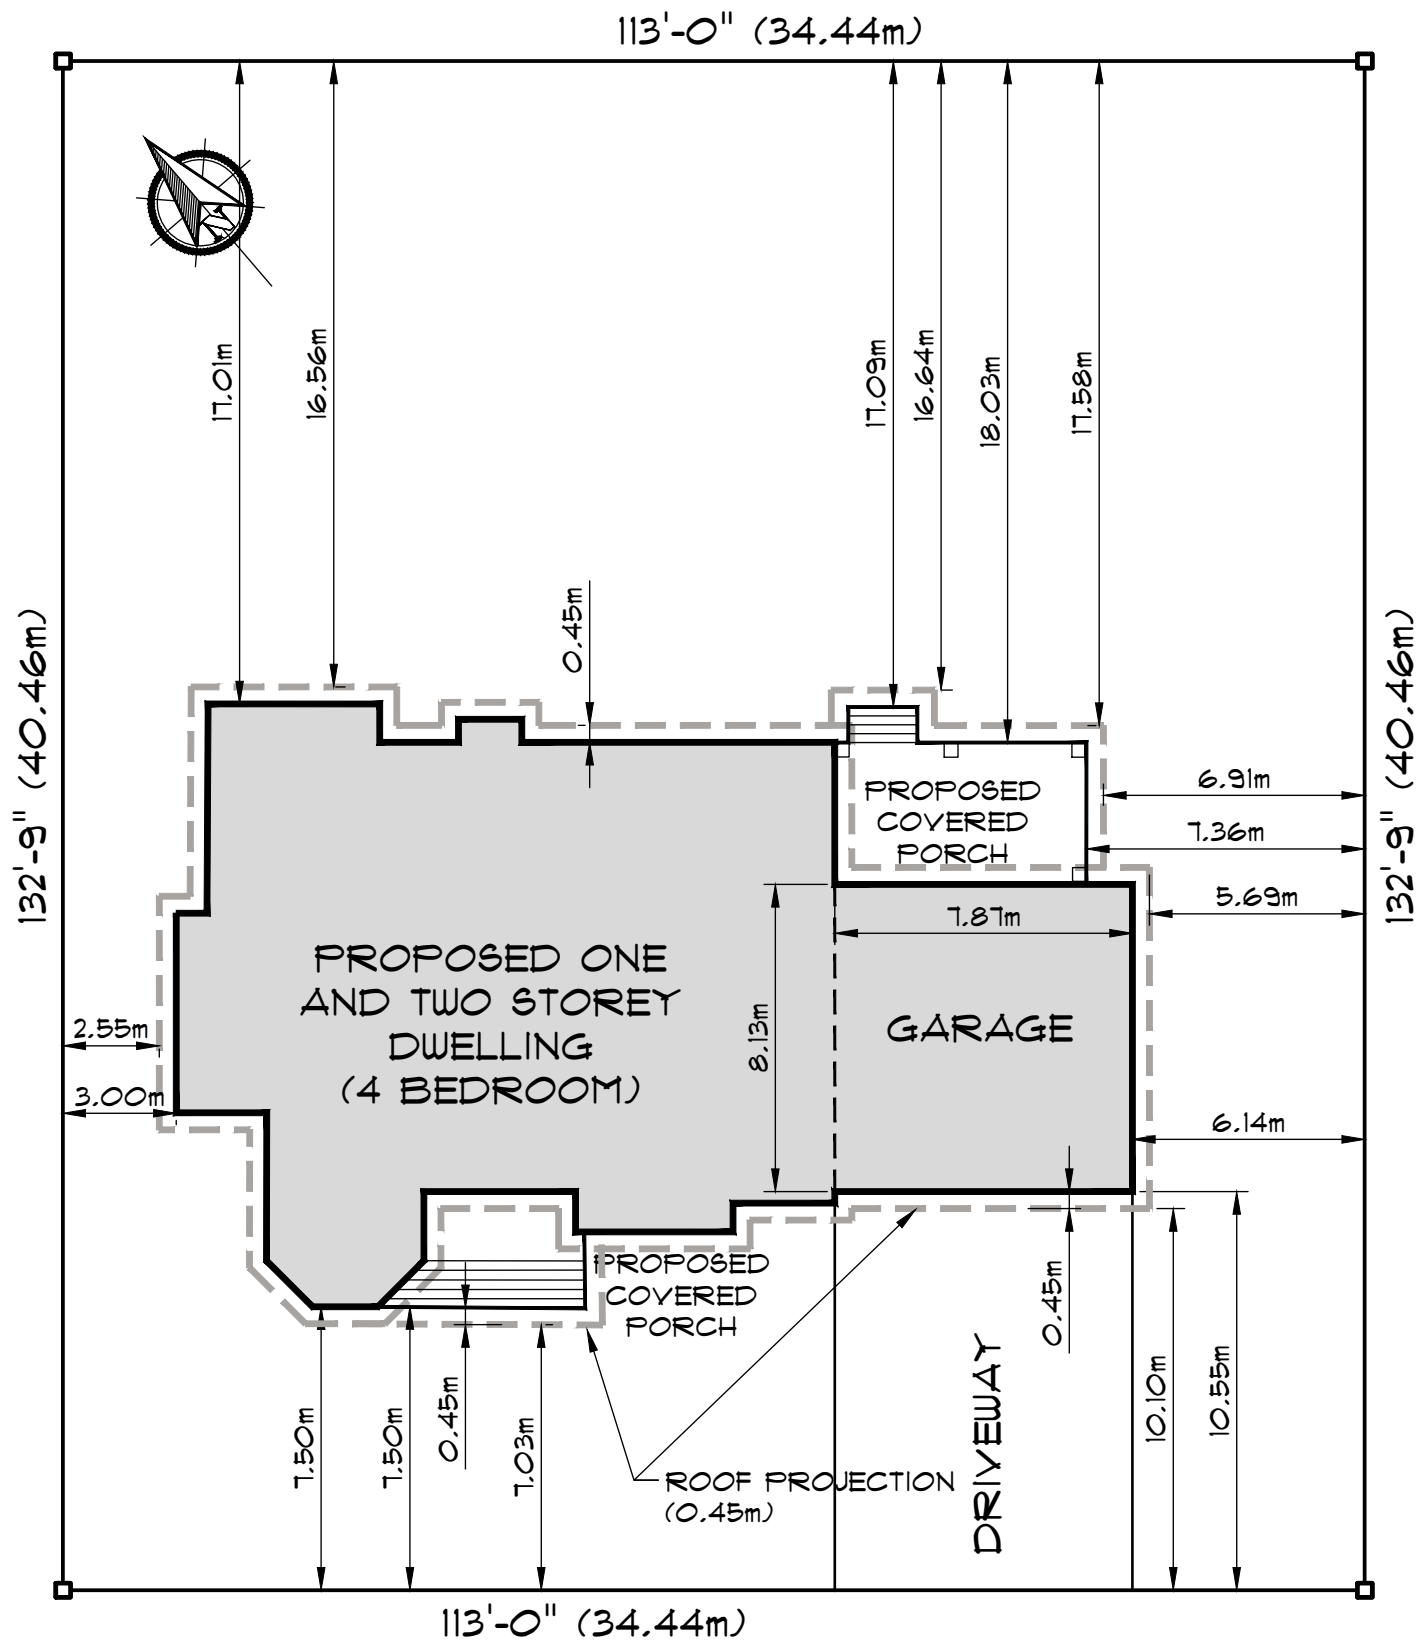 113'-0" (34.44m)
17.01m
16.56m
17.09m
16.64m
18.03m
17.58m
0.45m
132'-9" (40.46m)
132'-9" (40.46m)
6.91m
PROPOSED
COVERED
PORCH
7.36m
5.69m
7.87m
PROPOSED ONE
AND TWO STOREY
DWELLING
(4 BEDROOM)
8.13m
GARAGE
2.55m
3.00m
6.14m
PROPOSED
COVERED
PORCH
0.45m
DRIVEWAY
10.10m
10.55m
7.50m
7.50m
0.45m
7.03m
ROOF PROJECTION
(0.45m)
113'-0" (34.44m)